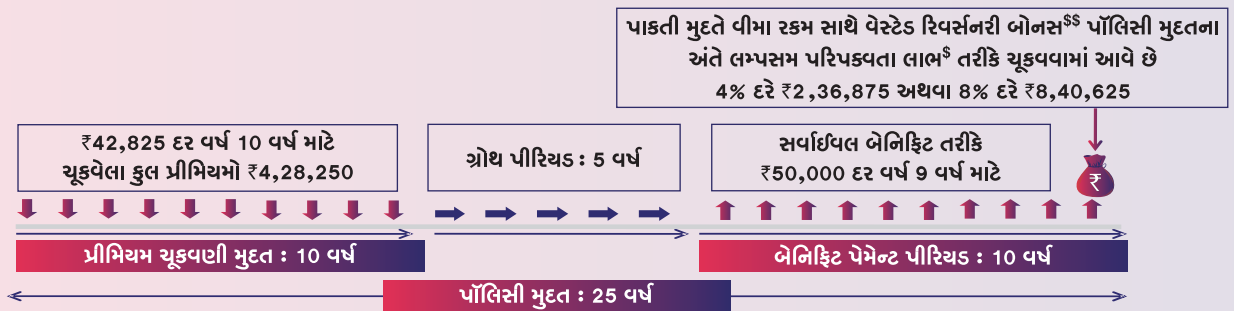 પાકતી મુદતે વીમા રકમ સાથે વેસ્ટેડ રિવર્સનરી બોનસ$$ પૉલિસી મુદતના
અંતે લમ્પસમ પરિપક્વતા લાભ$ તરીકે ચૂકવવામાં આવે છે
4% દરે ₹2,36,875 અથવા 8% દરે ₹8,40,625
₹42,825 દર વર્ષ 10 વર્ષ માટે
ચૂકવેલા કુલ પ્રીમિયમો ₹4,28,250
ગ્રોથ પીરિયડ : 5 વર્ષ
સર્વાઈવલ બેનિફિટ તરીકે
₹50,000 દર વર્ષ 9 વર્ષ માટે
₹
પ્રીમિયમ ચૂકવણી મુદત : 10 વર્ષ
બેનિફિટ પેમેન્ટ પીરિયડ : 10 વર્ષ
પૉલિસી મુદત : 25 વર્ષ